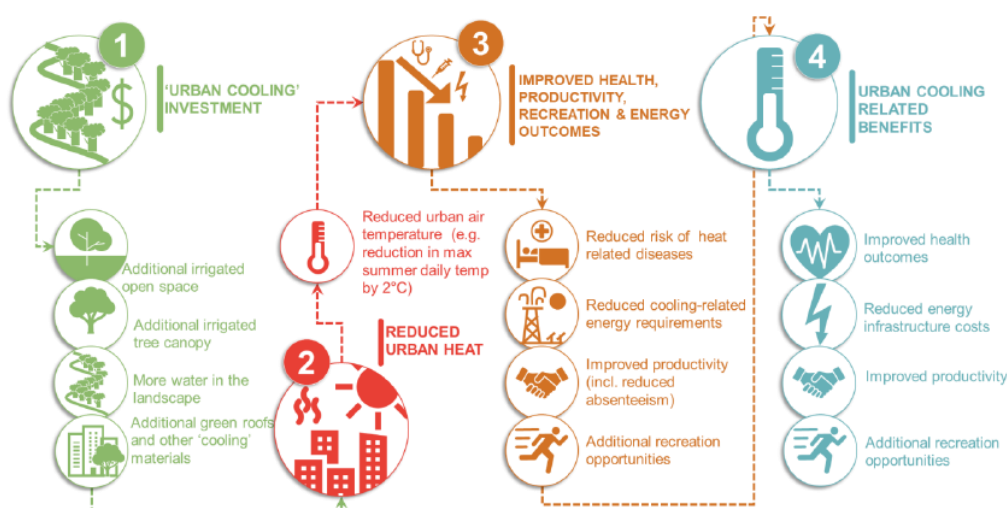 1
‘URBAN COOLING’
INVESTMENT
$
Additional irrigated
open space
Additional irrigated
tree canopy
More water in the
landscape
Additional green roofs
and other ‘cooling’
materials
2
REDUCED
URBAN HEAT
Reduced urban air
temperature (e.g.
reduction in max
summer daily temp
by 2°C)
3
IMPROVED HEALTH,
PRODUCTIVITY,
RECREATION & ENERGY
OUTCOMES
Reduced risk of heat
related diseases
Reduced cooling-related
energy requirements
Improved productivity
(incl. reduced
absenteeism)
Additional recreation
opportunities
4
URBAN COOLING
RELATED
BENEFITS
Improved health
outcomes
Reduced energy
infrastructure costs
Improved productivity
Additional recreation
opportunities